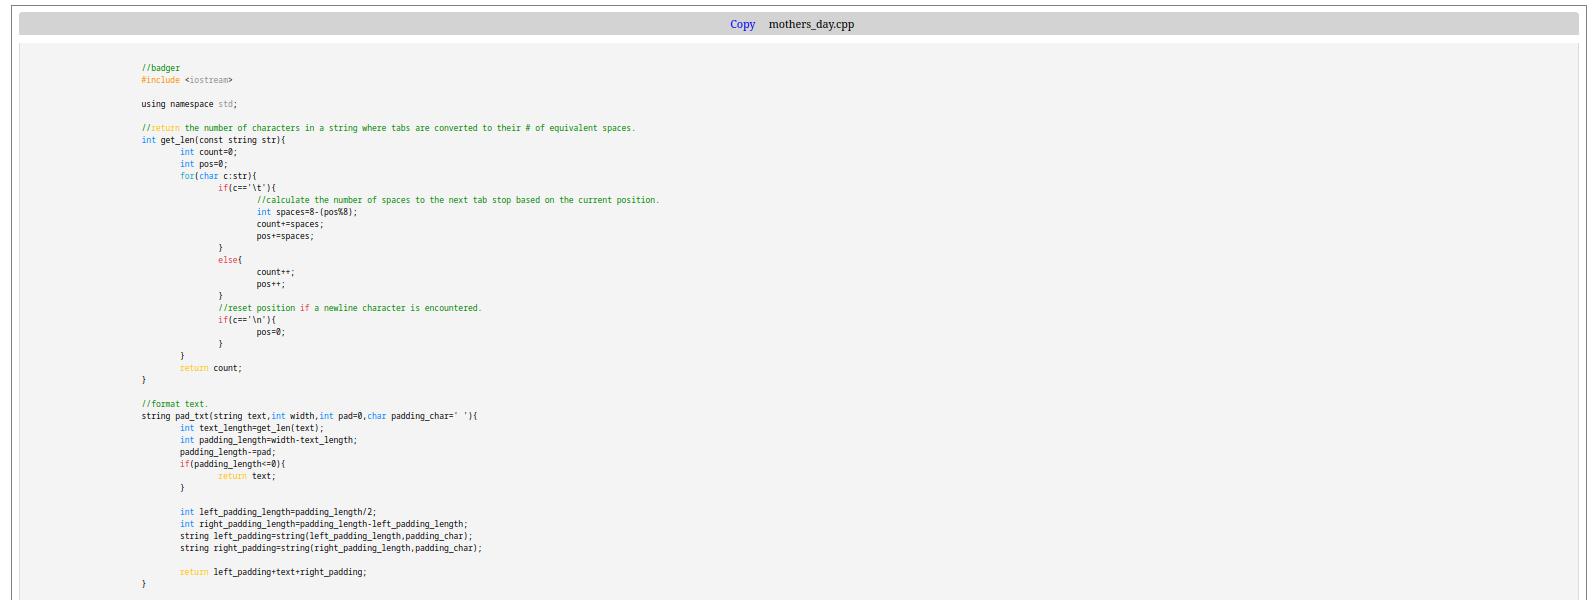 Copy mothers_day.cpp
//badger
#include <iostream>
using namespace std;
//return the number of characters in a string where tabs are converted to their # of equivalent spaces.
int get_len(const string str){
int count=0;
int pos=0;
for(char c:str){
if(c=='\t'){
//calculate the number of spaces to the next tab stop based on the current position.
int spaces=8-(pos%8);
count+=spaces;
pos+=spaces;
}
else{
count++;
pos++;
}
//reset position if a newline character is encountered.
if(c=='\n'){
pos=0;
}
}
return count;
}
//format text.
string pad_txt(string text,int width,int pad=0,char padding_char=' '){
int text_length=get_len(text);
int padding_length=width-text_length;
padding_length-=pad;
if(padding_length<=0){
return text;
}
int left_padding_length=padding_length/2;
int right_padding_length=padding_length-left_padding_length;
string left_padding=string(left_padding_length,padding_char);
string right_padding=string(right_padding_length,padding_char);
return left_padding+text+right_padding;
}